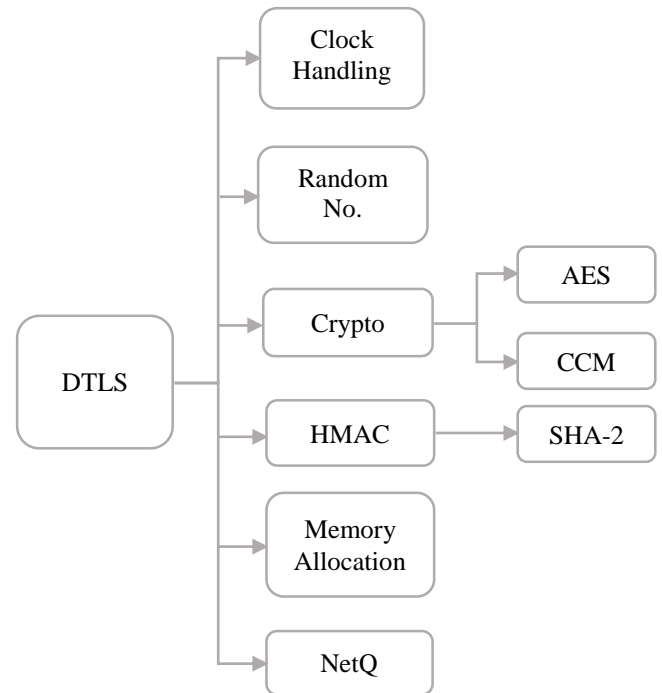 DTLS
Clock
Handling
Random
No.
Crypto
AES
CCM
HMAC
SHA-2
Memory
Allocation
NetQ